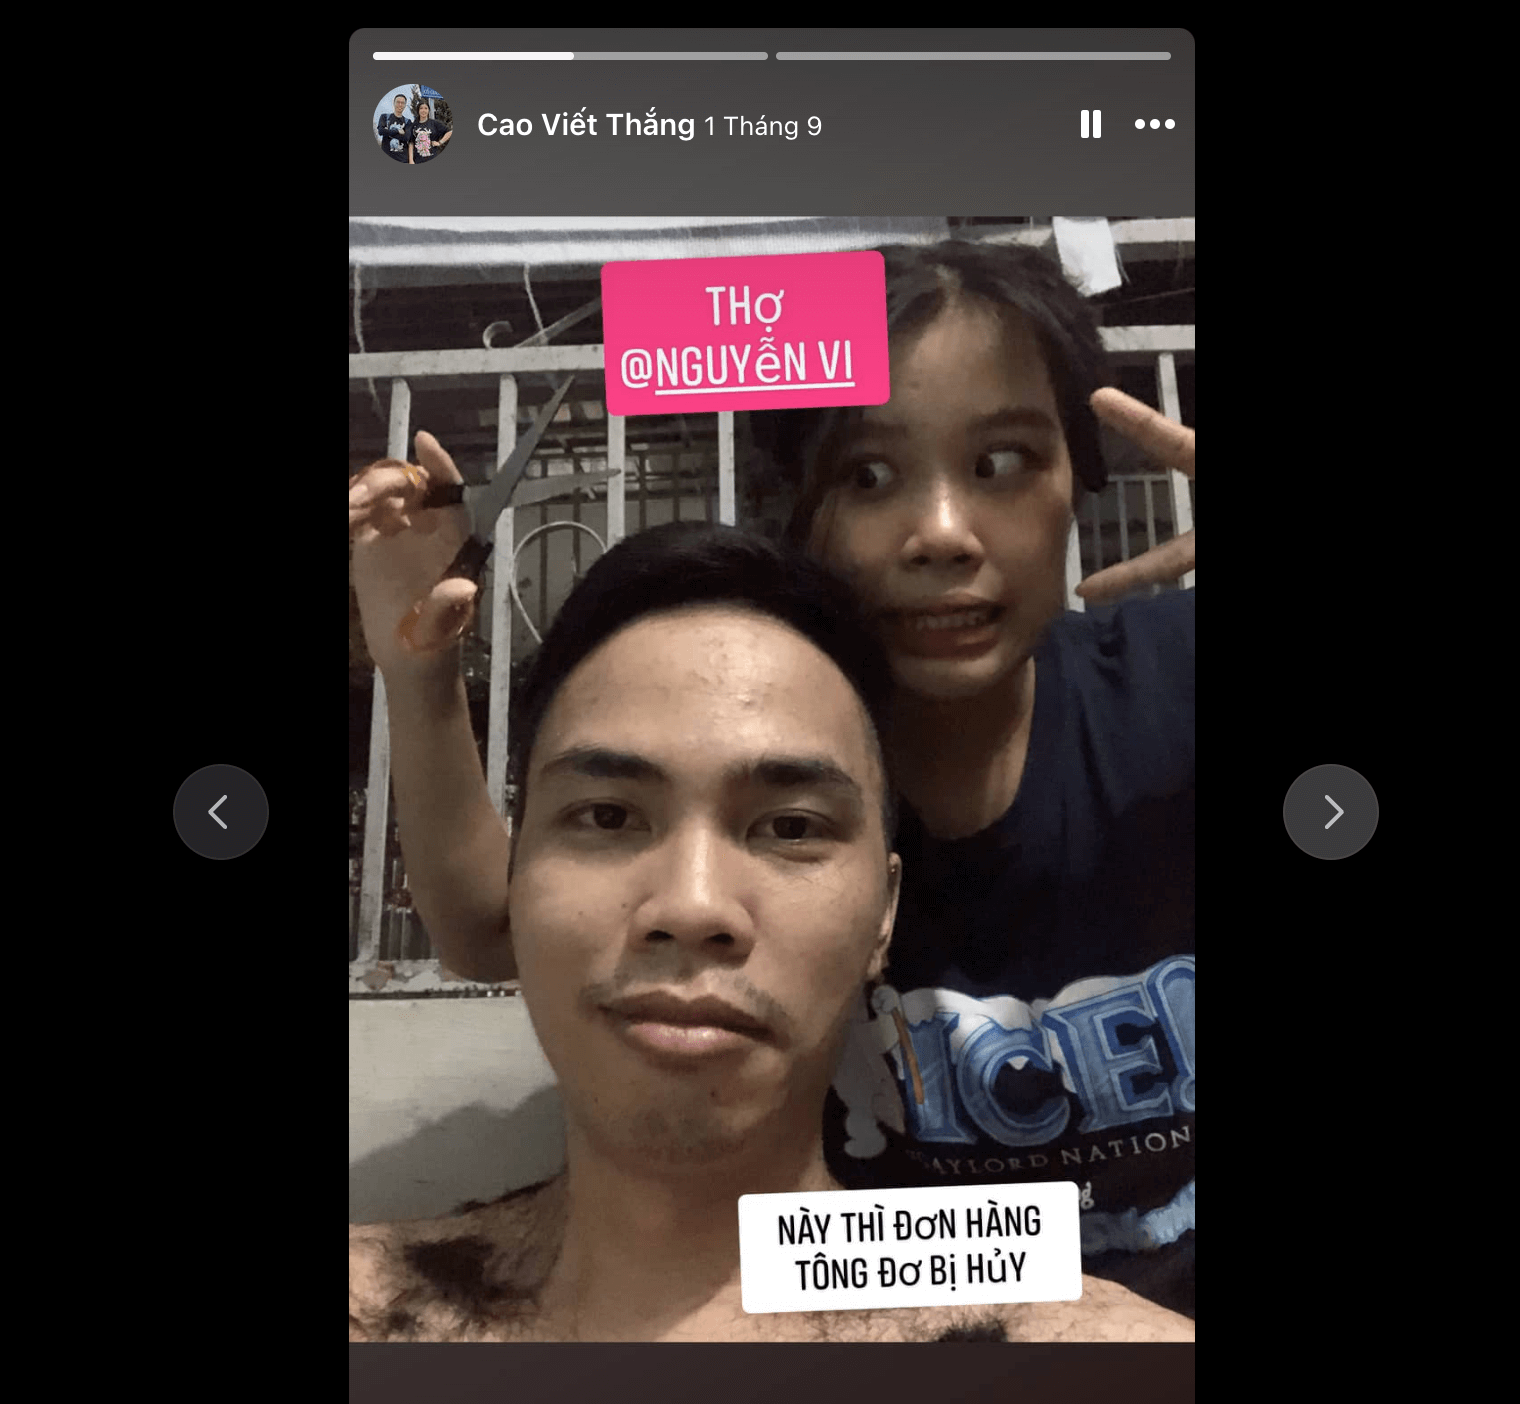 Cao Viết Thắng 1 Tháng 9
THỢ
@NGUYỄN VI
ICE!
GAYLORD NATION
NÀY THÌ ĐƠN HÀNG
TÔNG ĐƠ BỊ HỦY